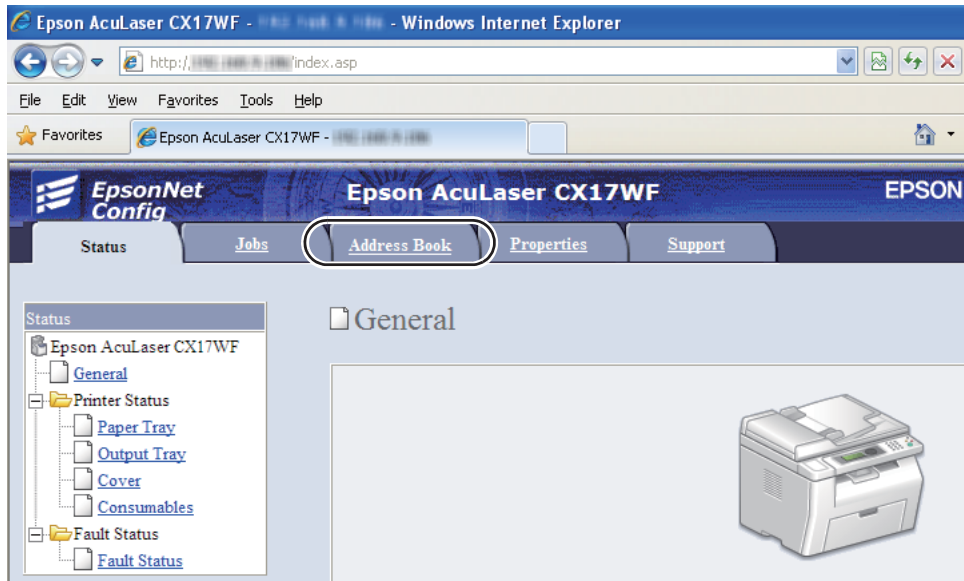 Epson AcuLaser CX17WF - - Windows Internet Explorer
http:/ index.asp
File Edit View Favorites Tools Help
Favorites Epson AcuLaser CX17WF -
EpsonNet Config Epson AcuLaser CX17WF EPSON
Status Jobs Address Book Properties Support
Status
General
Epson AcuLaser CX17WF
General
Printer Status
Paper Tray
Output Tray
Cover
Consumables
Fault Status
Fault Status